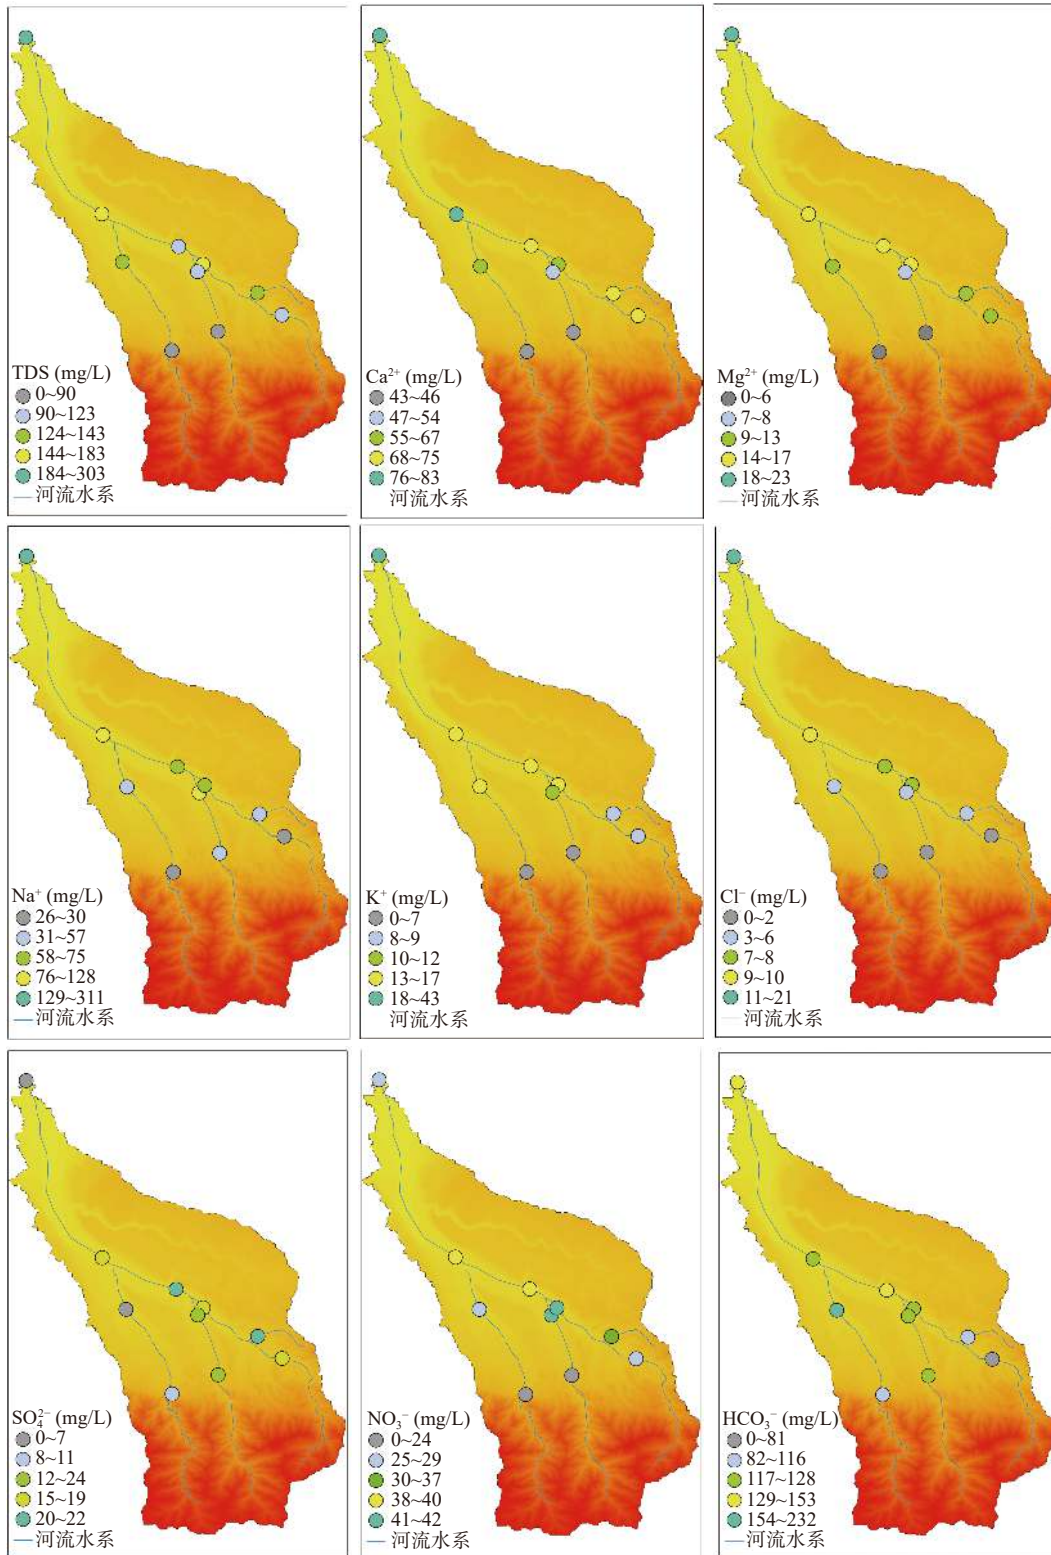 TDS (mg/L)
0~90
90~123
124~143
144~183
184~303
河流水系
Ca²⁺ (mg/L)
43~46
47~54
55~67
68~75
76~83
河流水系
Mg²⁺ (mg/L)
0~6
7~8
9~13
14~17
18~23
河流水系
Na⁺ (mg/L)
26~30
31~57
58~75
76~128
129~311
河流水系
K⁺ (mg/L)
0~7
8~9
10~12
13~17
18~43
河流水系
Cl⁻ (mg/L)
0~2
3~6
7~8
9~10
11~21
河流水系
SO₄²⁻ (mg/L)
0~7
8~11
12~24
15~19
20~22
河流水系
NO₃⁻ (mg/L)
0~24
25~29
30~37
38~40
41~42
河流水系
HCO₃⁻ (mg/L)
0~81
82~116
117~128
129~153
154~232
河流水系